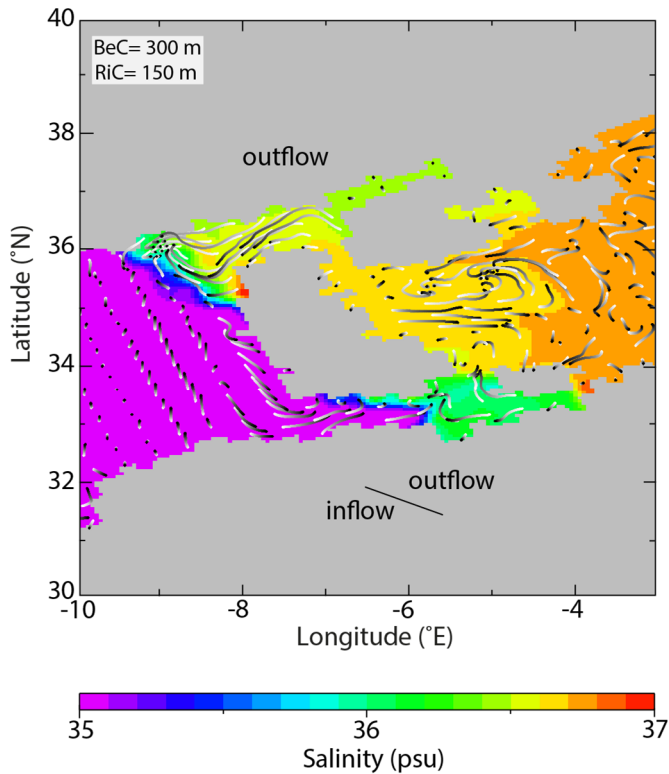 40
BeC= 300 m
RiC= 150 m
38
outflow
36
Latitude (˚N)
34
32
outflow
inflow
30
-10
-8
-6
-4
Longitude (˚E)
35
36
37
Salinity (psu)